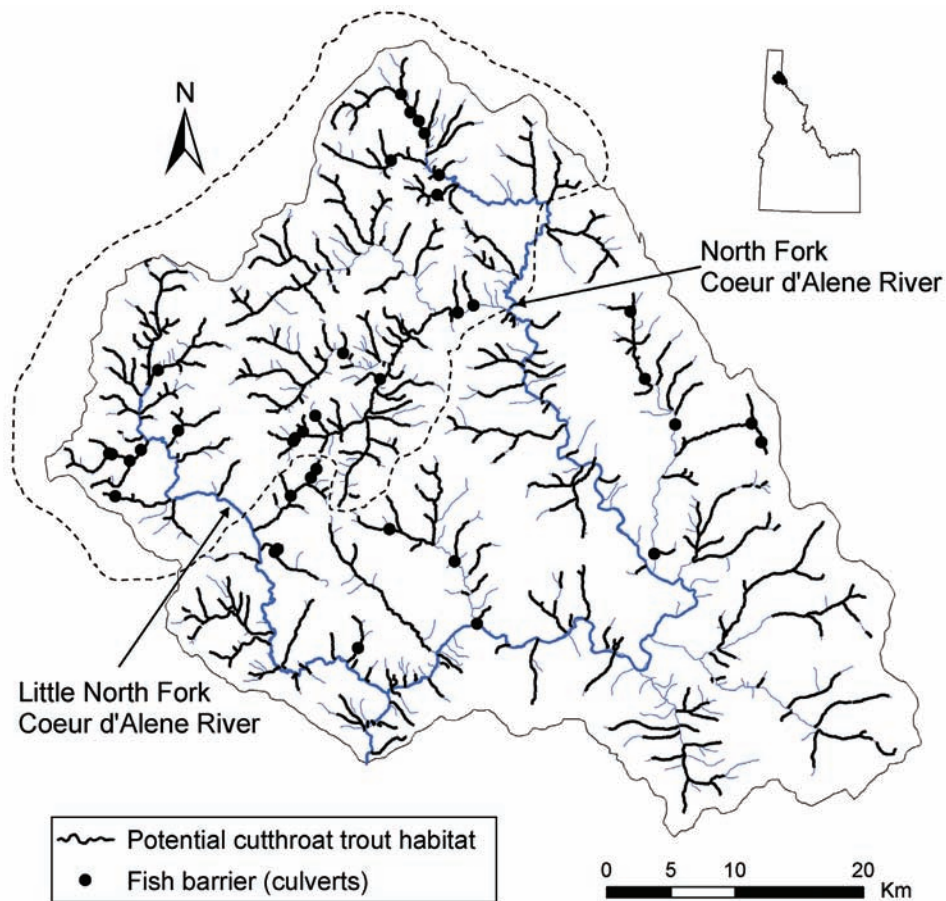 N
North Fork
Coeur d'Alene River
Little North Fork
Coeur d'Alene River
Potential cutthroat trout habitat
Fish barrier (culverts)
0 5 10 20
Km